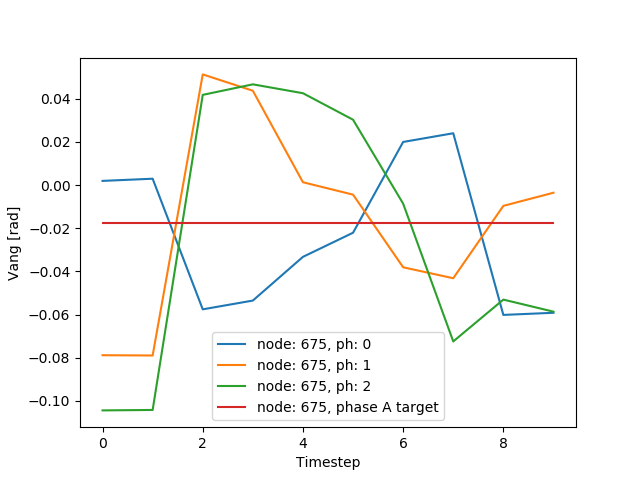 0.04
0.02
0.00
−0.02
−0.04
−0.06
−0.08
−0.10
Vang [rad]
node: 675, ph: 0
node: 675, ph: 1
node: 675, ph: 2
node: 675, phase A target
0 2 4 6 8
Timestep